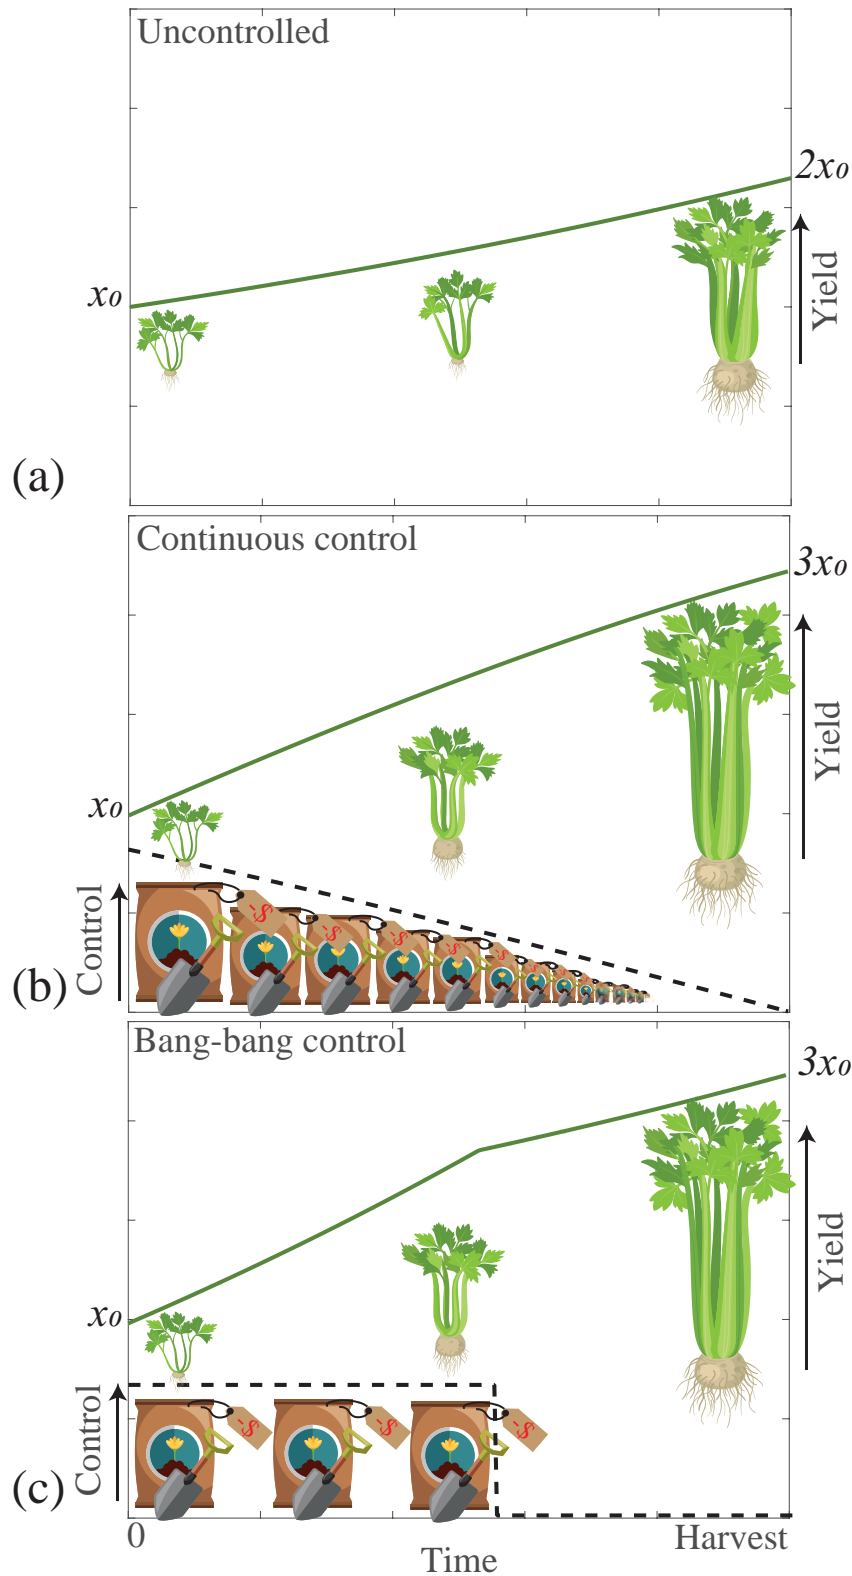 Uncontrolled
2x₀
x₀
Yield
(a)
Continuous control
3x₀
x₀
Yield
Control
-$
-$
-$
-$
-$
-$
-$
(b)
Bang-bang control
3x₀
x₀
Yield
Control
-$
-$
-$
(c)
0
Harvest
Time